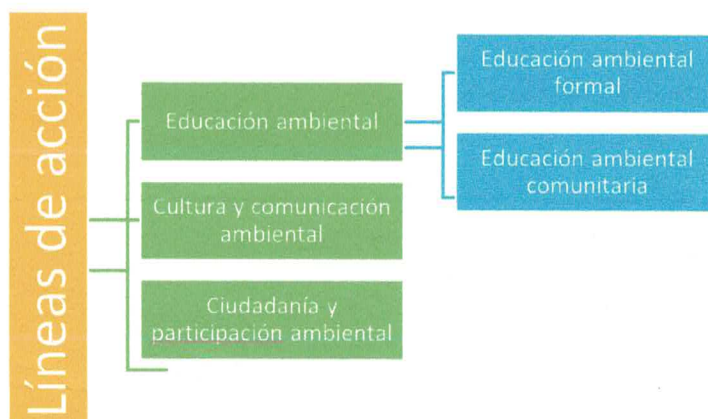 Líneas de acción
Educación ambiental
Cultura y comunicación
ambiental
Ciudadanía y
participación ambiental
Educación ambiental
formal
Educación ambiental
comunitaria